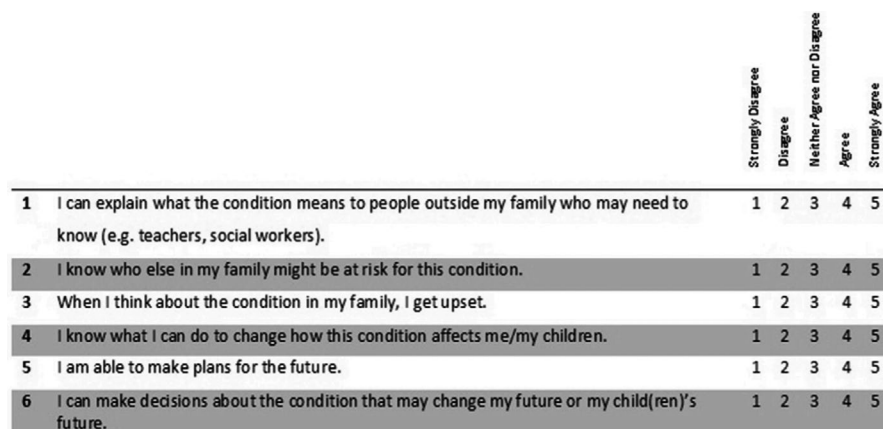 Strongly Disagree
Disagree
Neither Agree nor Disagree
Agree
Strongly Agree
1 I can explain what the condition means to people outside my family who may need to 1 2 3 4 5
know (e.g. teachers, social workers).
2 I know who else in my family might be at risk for this condition. 1 2 3 4 5
3 When I think about the condition in my family, I get upset. 1 2 3 4 5
4 I know what I can do to change how this condition affects me/my children. 1 2 3 4 5
5 I am able to make plans for the future. 1 2 3 4 5
6 I can make decisions about the condition that may change my future or my child(ren)'s 1 2 3 4 5
future.